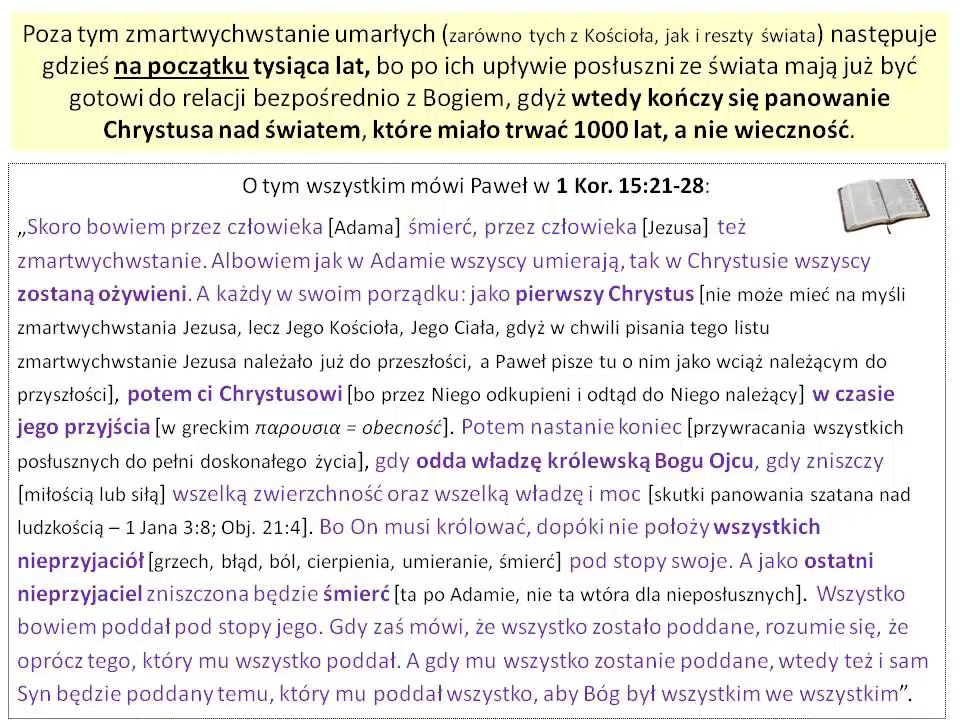 Poza tym zmartwychwstanie umarłych (zarówno tych z Kościoła, jak i reszty świata) następuje
gdzieś na początku tysiąca lat, bo po ich upływie posłuszni ze świata mają już być
gotowi do relacji bezpośrednio z Bogiem, gdyż wtedy kończy się panowanie
Chrystusa nad światem, które miało trwać 1000 lat, a nie wieczność.
O tym wszystkim mówi Paweł w 1 Kor. 15:21-28:
„Skoro bowiem przez człowieka [Adama] śmierć, przez człowieka [Jezusa] też
zmartwychwstanie. Albowiem jak w Adamie wszyscy umierają, tak w Chrystusie wszyscy
zostaną ożywieni. A każdy w swoim porządku: jako pierwszy Chrystus [nie może mieć na myśli
zmartwychwstania Jezusa, lecz Jego Kościoła, Jego Ciała, gdyż w chwili pisania tego listu
zmartwychwstanie Jezusa należało już do przeszłości, a Paweł pisze tu o nim jako wciąż należącym do
przyszłości], potem ci Chrystusowi [bo przez Niego odkupieni i odtąd do Niego należący] w czasie
jego przyjścia [w greckim παρουσια = obecność]. Potem nastanie koniec [przywracania wszystkich
posłusznych do pełni doskonałego życia], gdy odda władzę królewską Bogu Ojcu, gdy zniszczy
[miłością lub siłą] wszelką zwierzchność oraz wszelką władzę i moc [skutki panowania szatana nad
ludzkością – 1 Jana 3:8; Obj. 21:4]. Bo On musi królować, dopóki nie położy wszystkich
nieprzyjaciół [grzech, błąd, ból, cierpienia, umieranie, śmierć] pod stopy swoje. A jako ostatni
nieprzyjaciel zniszczona będzie śmierć [ta po Adamie, nie ta wtóra dla nieposłusznych]. Wszystko
bowiem poddał pod stopy jego. Gdy zaś mówi, że wszystko zostało poddane, rozumie się, że
oprócz tego, który mu wszystko poddał. A gdy mu wszystko zostanie poddane, wtedy też i sam
Syn będzie poddany temu, który mu poddał wszystko, aby Bóg był wszystkim we wszystkim”.